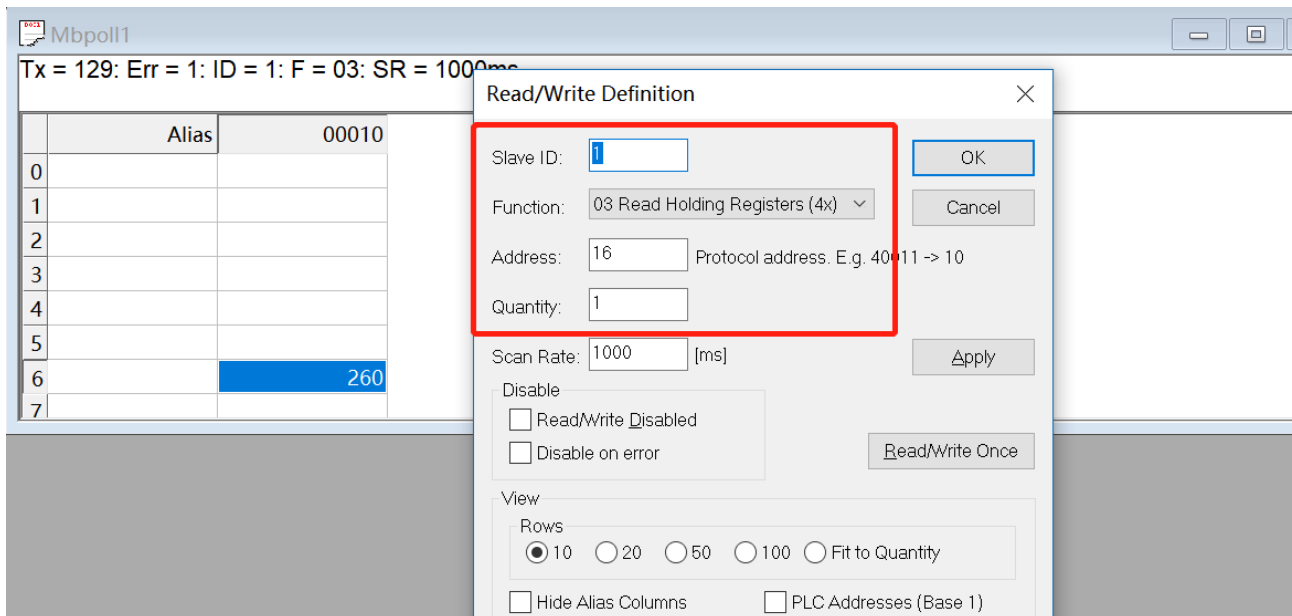 DOC1
Mbpoll1
Tx = 129: Err = 1: ID = 1: F = 03: SR = 1000ms
Alias 00010
0
1
2
3
4
5
6 260
7
Read/Write Definition
Slave ID: 1
OK
Function: 03 Read Holding Registers (4x)
Cancel
Address: 16 Protocol address. E.g. 40011 -> 10
Quantity: 1
Scan Rate: 1000 [ms]
Apply
Disable
Read/Write Disabled
Disable on error
Read/Write Once
View
Rows
10 20 50 100 Fit to Quantity
Hide Alias Columns PLC Addresses (Base 1)